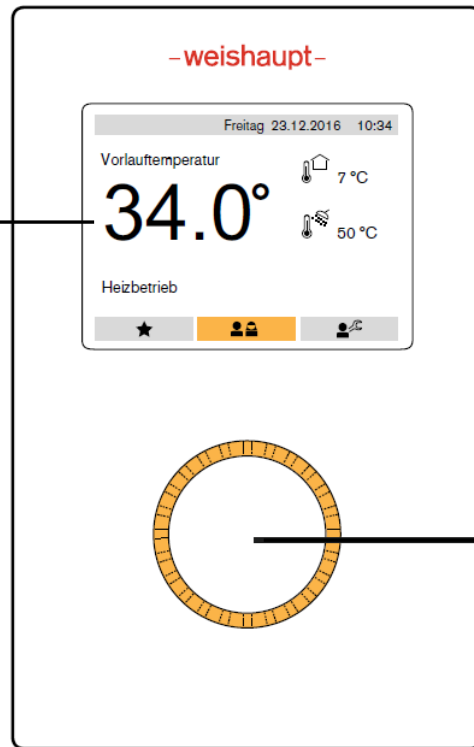 -weishaupt-
Freitag 23.12.2016 10:34
Vorlauftemperatur
7 °C
34.0°
50 °C
Heizbetrieb